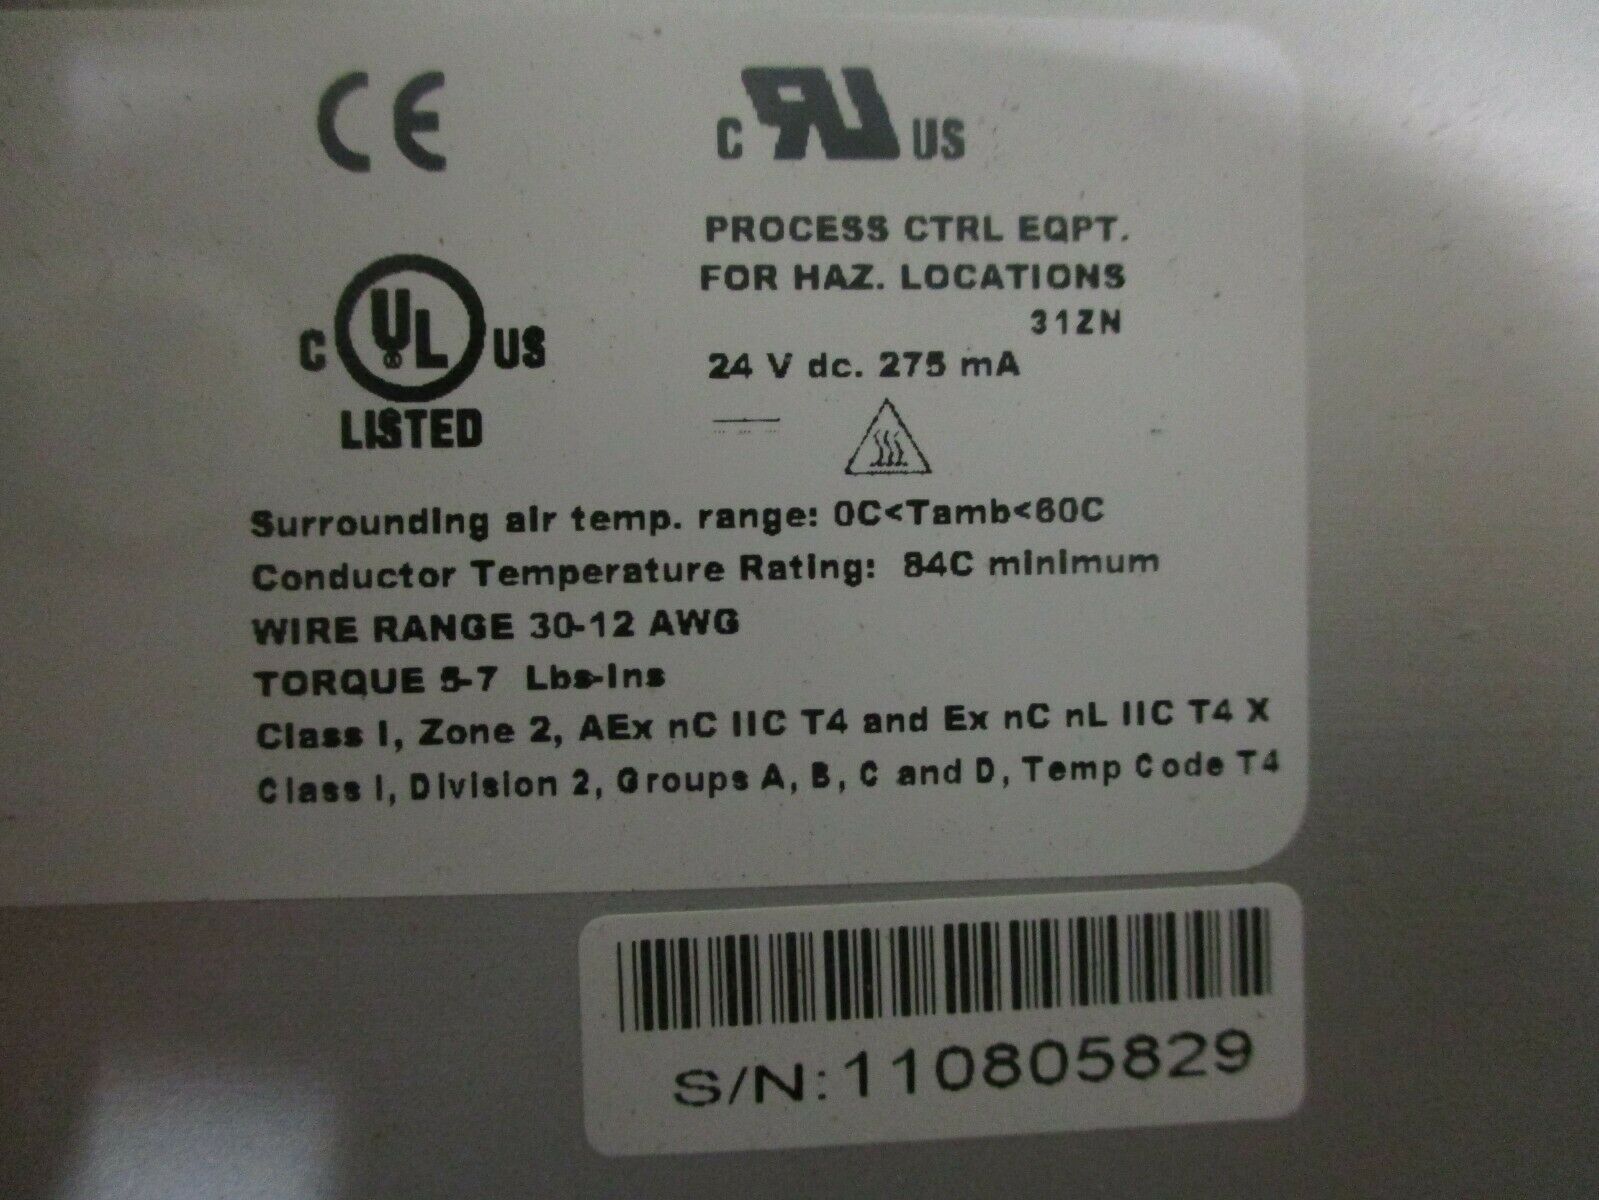 CE
C UL US
LISTED
C RU US
PROCESS CTRL EQPT.
FOR HAZ. LOCATIONS
31ZN
24 V dc. 275 mA
Surrounding air temp. range: 0C<Tamb<60C
Conductor Temperature Rating: 84C minimum
WIRE RANGE 30-12 AWG
TORQUE 5-7 Lbs-Ins
Class I, Zone 2, AEx nC IIC T4 and Ex nC nL IIC T4 X
Class I, Division 2, Groups A, B, C and D, Temp Code T4
S/N:110805829